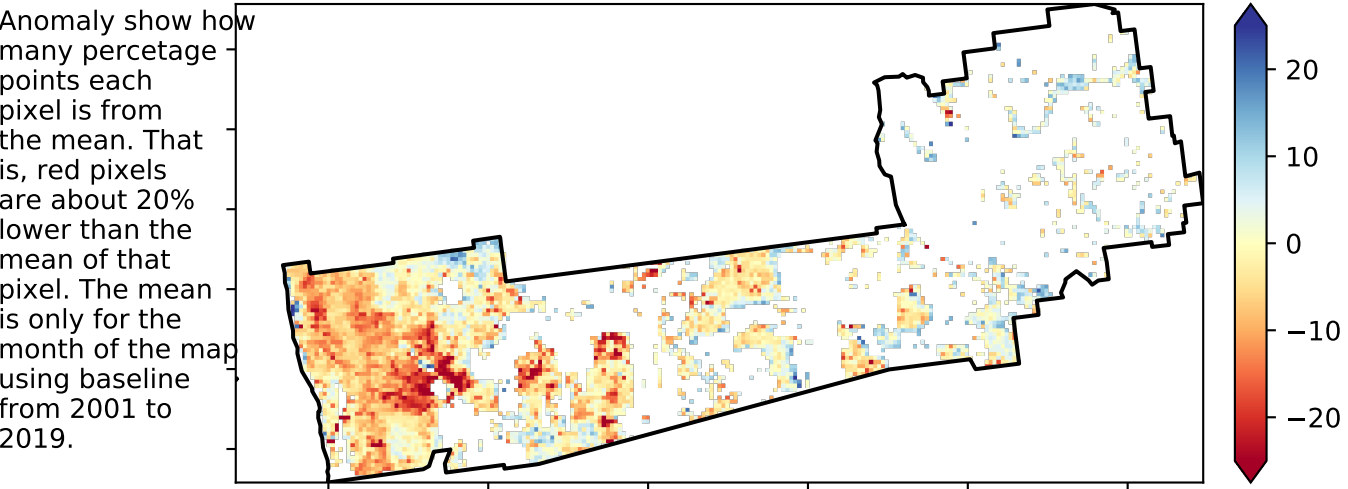 Anomaly show how
many percetage
points each
pixel is from
the mean. That
is, red pixels
are about 20%
lower than the
mean of that
pixel. The mean
is only for the
month of the map
using baseline
from 2001 to
2019.
20
10
0
−10
−20